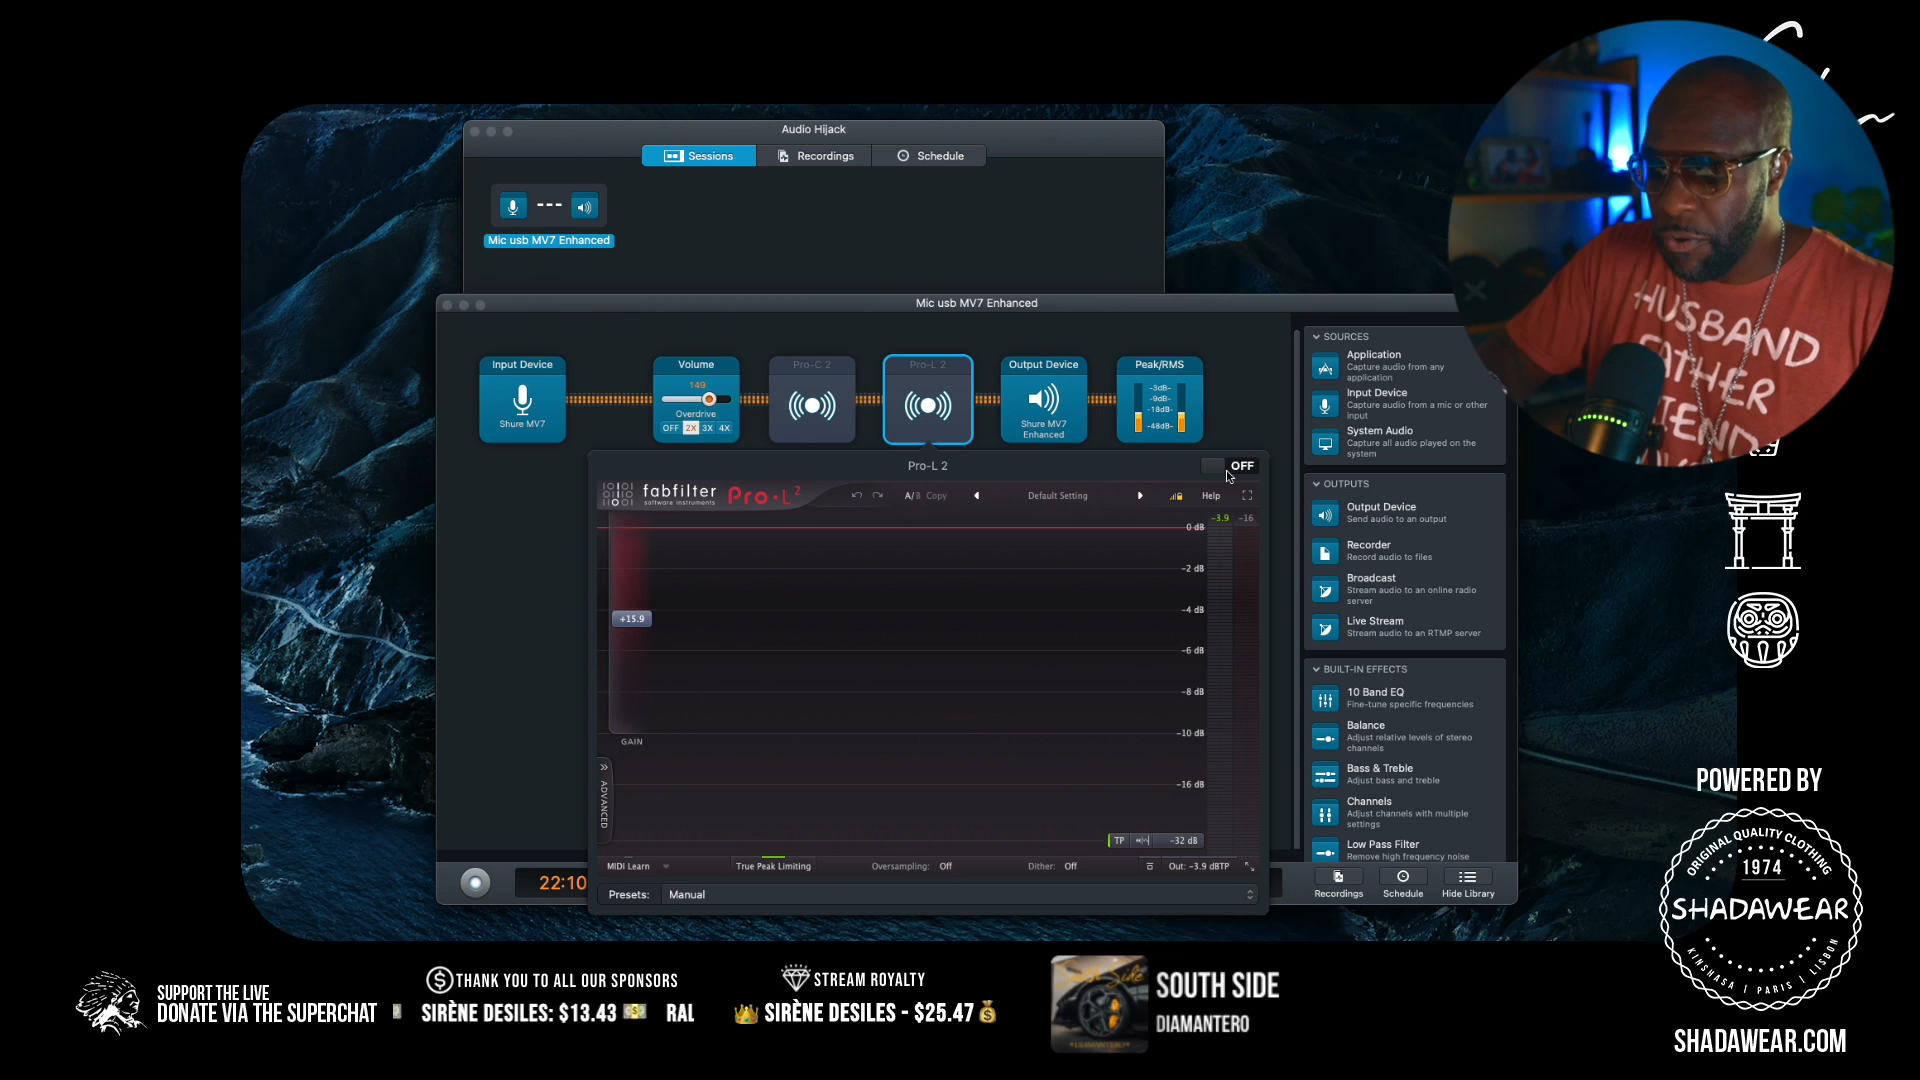 Audio Hijack
Sessions
Recordings
Schedule
Mic usb MV7 Enhanced
Mic usb MV7 Enhanced
Input Device
Shure MV7
Volume
149
Overdrive
OFF 2X 3X 4X
Pro-C 2
Pro-L 2
Output Device
Shure MV7
Enhanced
Peak/RMS
-3dB-
-9dB-
-18dB-
-48dB-
Pro-L 2
OFF
fabfilter
software instruments
Pro·L²
A/B Copy
Default Setting
Help
-3.9 -16
0 dB
-2 dB
-4 dB
-6 dB
-8 dB
-10 dB
-16 dB
+15.9
GAIN
ADVANCED
TP
-32 dB
MIDI Learn
True Peak Limiting
Oversampling: Off
Dither: Off
Out: -3.9 dBTP
Presets: Manual
22:10
SOURCES
Application
Capture audio from any
application
Input Device
Capture audio from a mic or other
input
System Audio
Capture all audio played on the
system
OUTPUTS
Output Device
Send audio to an output
Recorder
Record audio to files
Broadcast
Stream audio to an online radio
server
Live Stream
Stream audio to an RTMP server
BUILT-IN EFFECTS
10 Band EQ
Fine-tune specific frequencies
Balance
Adjust relative levels of stereo
channels
Bass & Treble
Adjust bass and treble
Channels
Adjust channels with multiple
settings
Low Pass Filter
Remove high frequency noise
Recordings
Schedule
Hide Library
HUSBAND
FATHER
LEGEND
POWERED BY
ORIGINAL QUALITY CLOTHING
1974
SHADAWEAR
KINSHASA | PARIS | LISBON
SHADAWEAR.COM
SUPPORT THE LIVE
DONATE VIA THE SUPERCHAT
THANK YOU TO ALL OUR SPONSORS
SIRÈNE DESILES: $13.43 RAL
STREAM ROYALTY
SIRÈNE DESILES - $25.47
SOUTH SIDE
DIAMANTERO